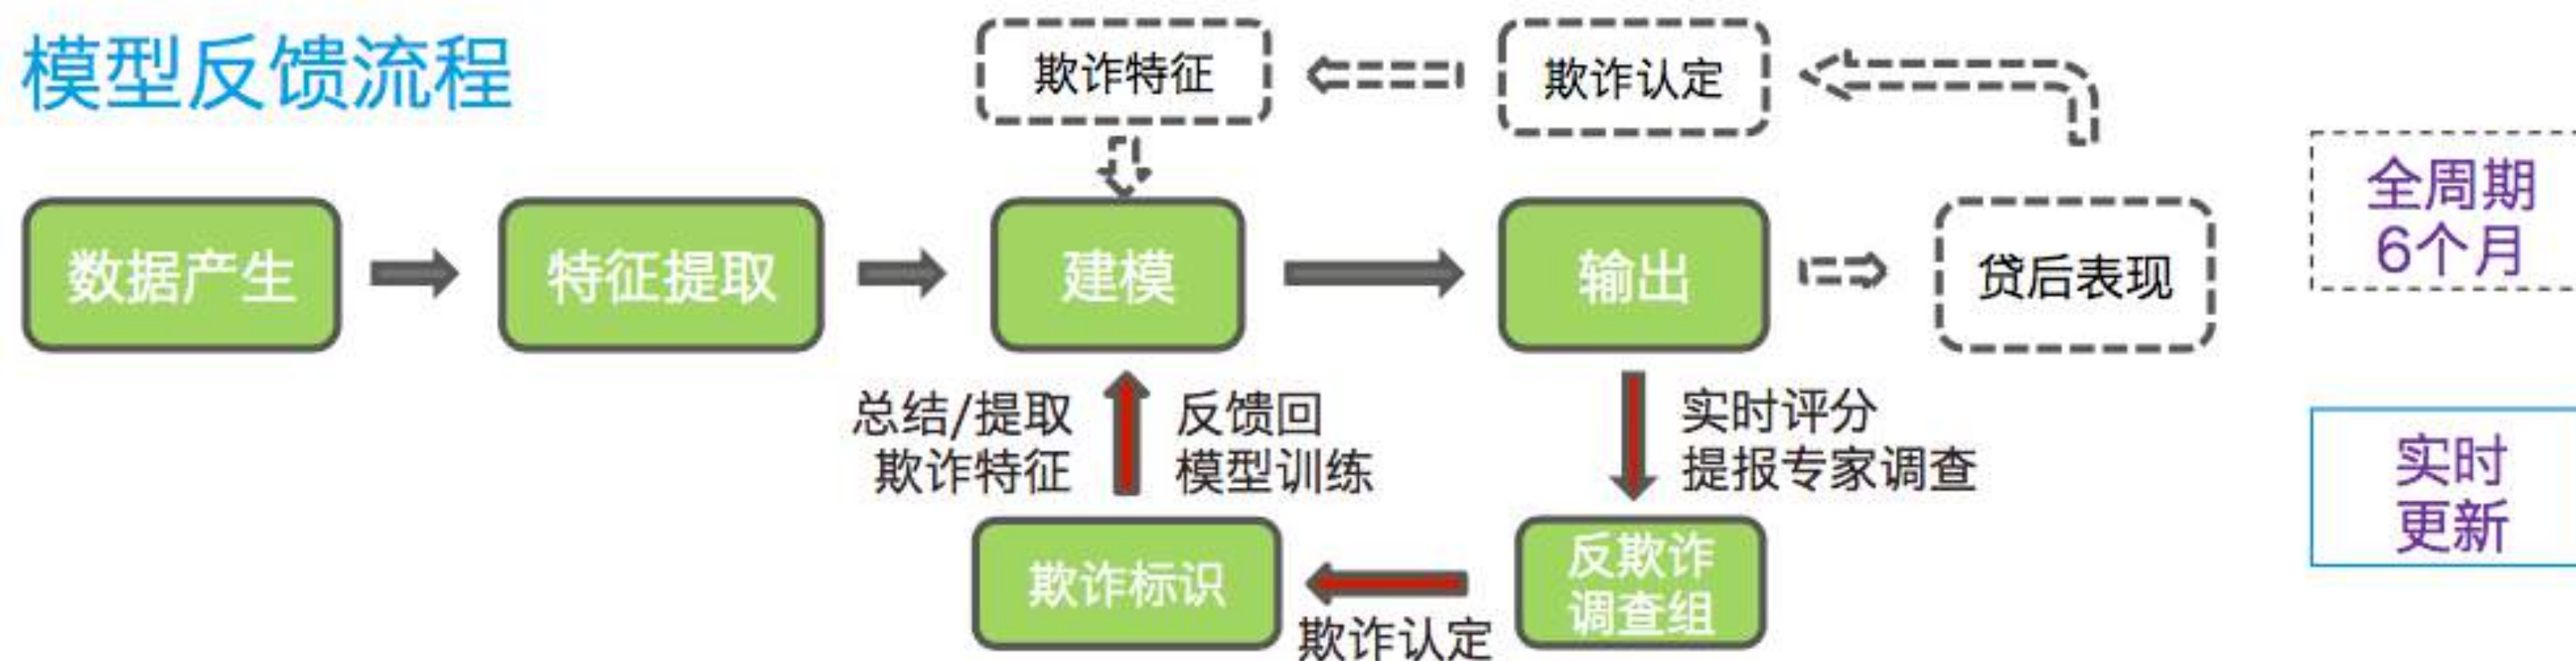 模型反馈流程
欺诈特征
欺诈认定
全周期
6个月
数据产生
特征提取
建模
输出
贷后表现
总结/提取
欺诈特征
反馈回
模型训练
实时评分
提报专家调查
实时
更新
欺诈标识
欺诈认定
反欺诈
调查组